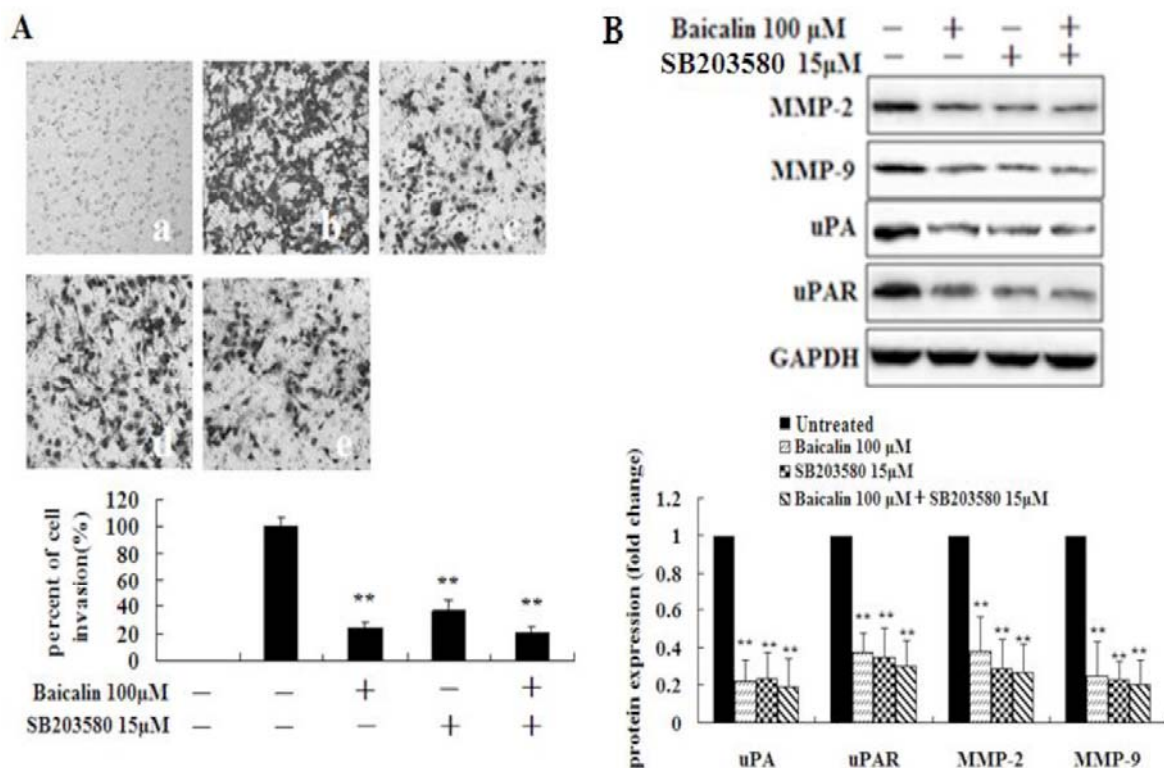 A
a
b
c
d
e
percent of cell
invasion(%)
120
100
80
60
40
20
0
** ** **
Baicalin 100μM − − + − +
SB203580 15μM − − − + +
B
Baicalin 100 μM − + − +
SB203580 15μM − − + +
MMP-2
MMP-9
uPA
uPAR
GAPDH
Untreated
Baicalin 100 μM
SB203580 15μM
Baicalin 100 μM + SB203580 15μM
protein expression (fold change)
1.2
1
0.8
0.6
0.4
0.2
0
** ** ** ** ** ** ** ** ** ** ** **
uPA uPAR MMP-2 MMP-9